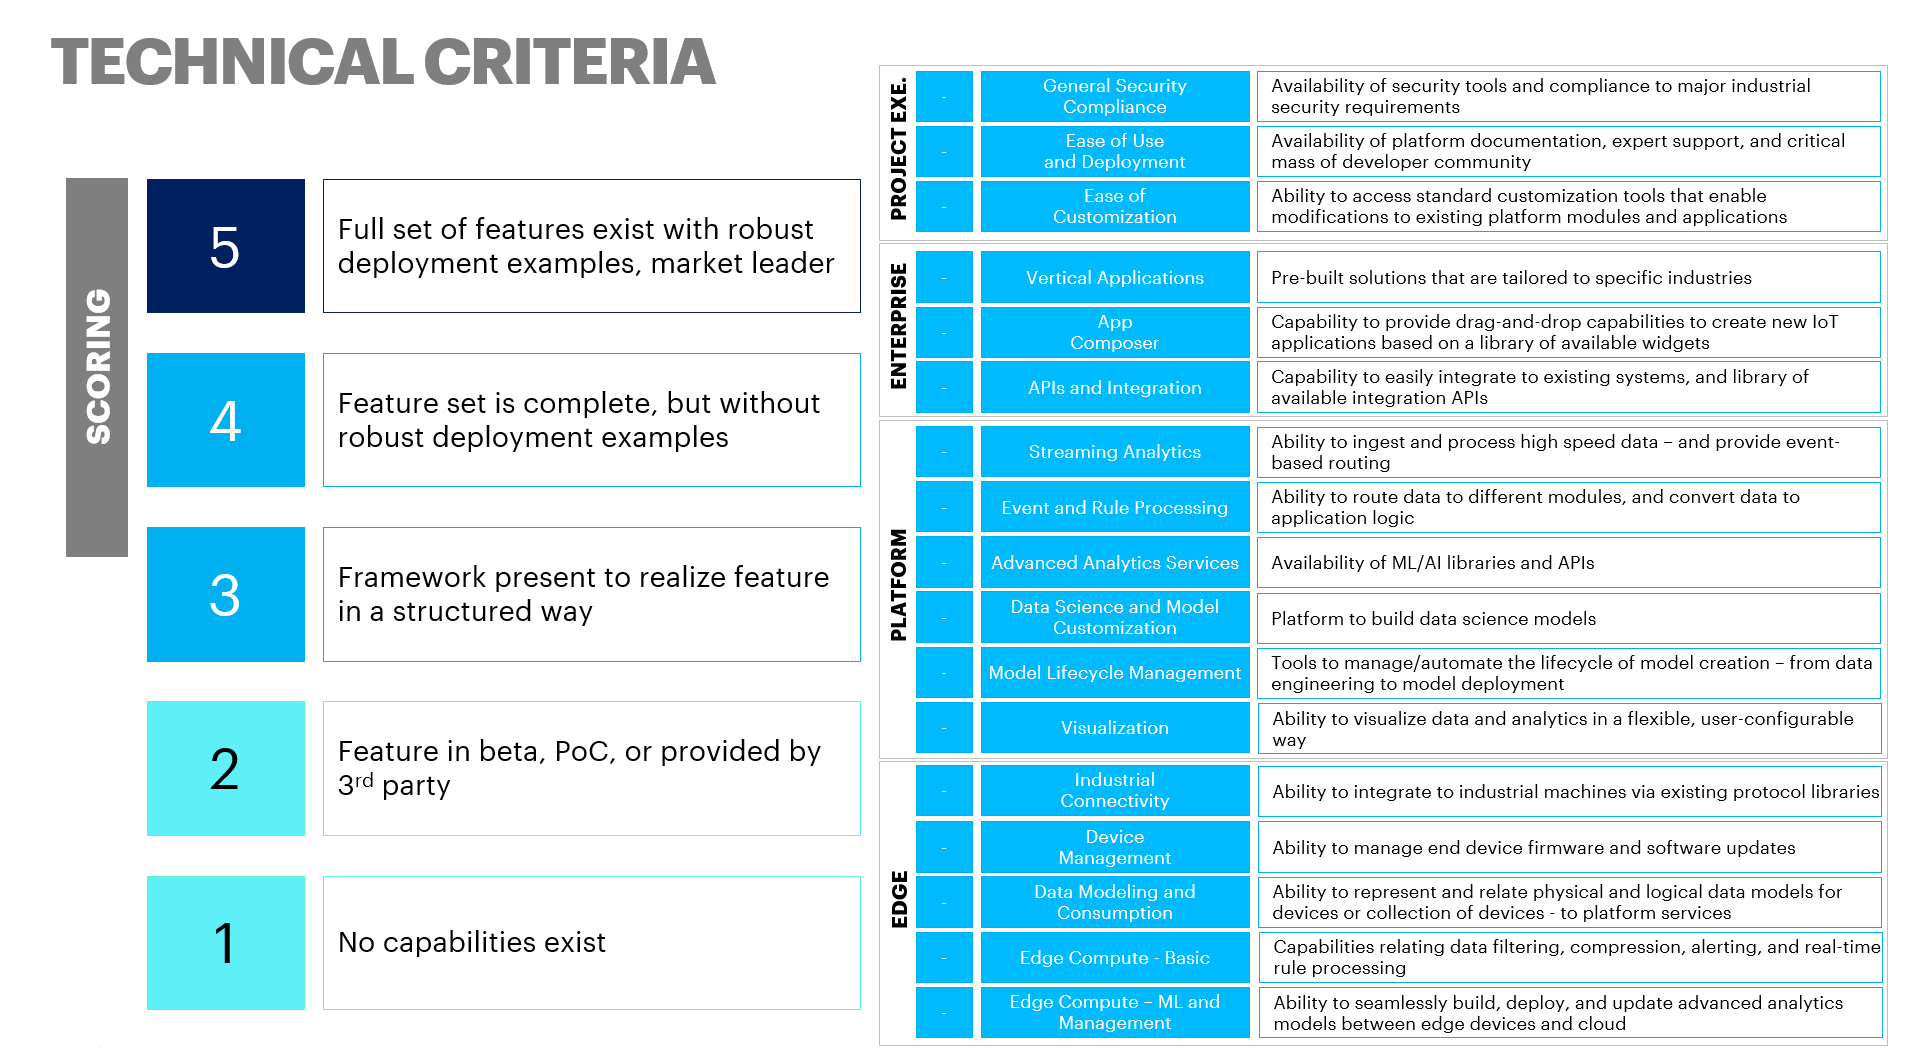 TECHNICAL CRITERIA
SCORING
5
Full set of features exist with robust
deployment examples, market leader
4
Feature set is complete, but without
robust deployment examples
3
Framework present to realize feature
in a structured way
2
Feature in beta, PoC, or provided by
3rd party
1
No capabilities exist
PROJECT EXE.
-
General Security
Compliance
Availability of security tools and compliance to major industrial
security requirements
-
Ease of Use
and Deployment
Availability of platform documentation, expert support, and critical
mass of developer community
-
Ease of
Customization
Ability to access standard customization tools that enable
modifications to existing platform modules and applications
ENTERPRISE
-
Vertical Applications
Pre-built solutions that are tailored to specific industries
-
App
Composer
Capability to provide drag-and-drop capabilities to create new IoT
applications based on a library of available widgets
-
APIs and Integration
Capability to easily integrate to existing systems, and library of
available integration APIs
PLATFORM
-
Streaming Analytics
Ability to ingest and process high speed data – and provide event-
based routing
-
Event and Rule Processing
Ability to route data to different modules, and convert data to
application logic
-
Advanced Analytics Services
Availability of ML/AI libraries and APIs
-
Data Science and Model
Customization
Platform to build data science models
-
Model Lifecycle Management
Tools to manage/automate the lifecycle of model creation – from data
engineering to model deployment
-
Visualization
Ability to visualize data and analytics in a flexible, user-configurable
way
EDGE
-
Industrial
Connectivity
Ability to integrate to industrial machines via existing protocol libraries
-
Device
Management
Ability to manage end device firmware and software updates
-
Data Modeling and
Consumption
Ability to represent and relate physical and logical data models for
devices or collection of devices - to platform services
-
Edge Compute - Basic
Capabilities relating data filtering, compression, alerting, and real-time
rule processing
-
Edge Compute – ML and
Management
Ability to seamlessly build, deploy, and update advanced analytics
models between edge devices and cloud